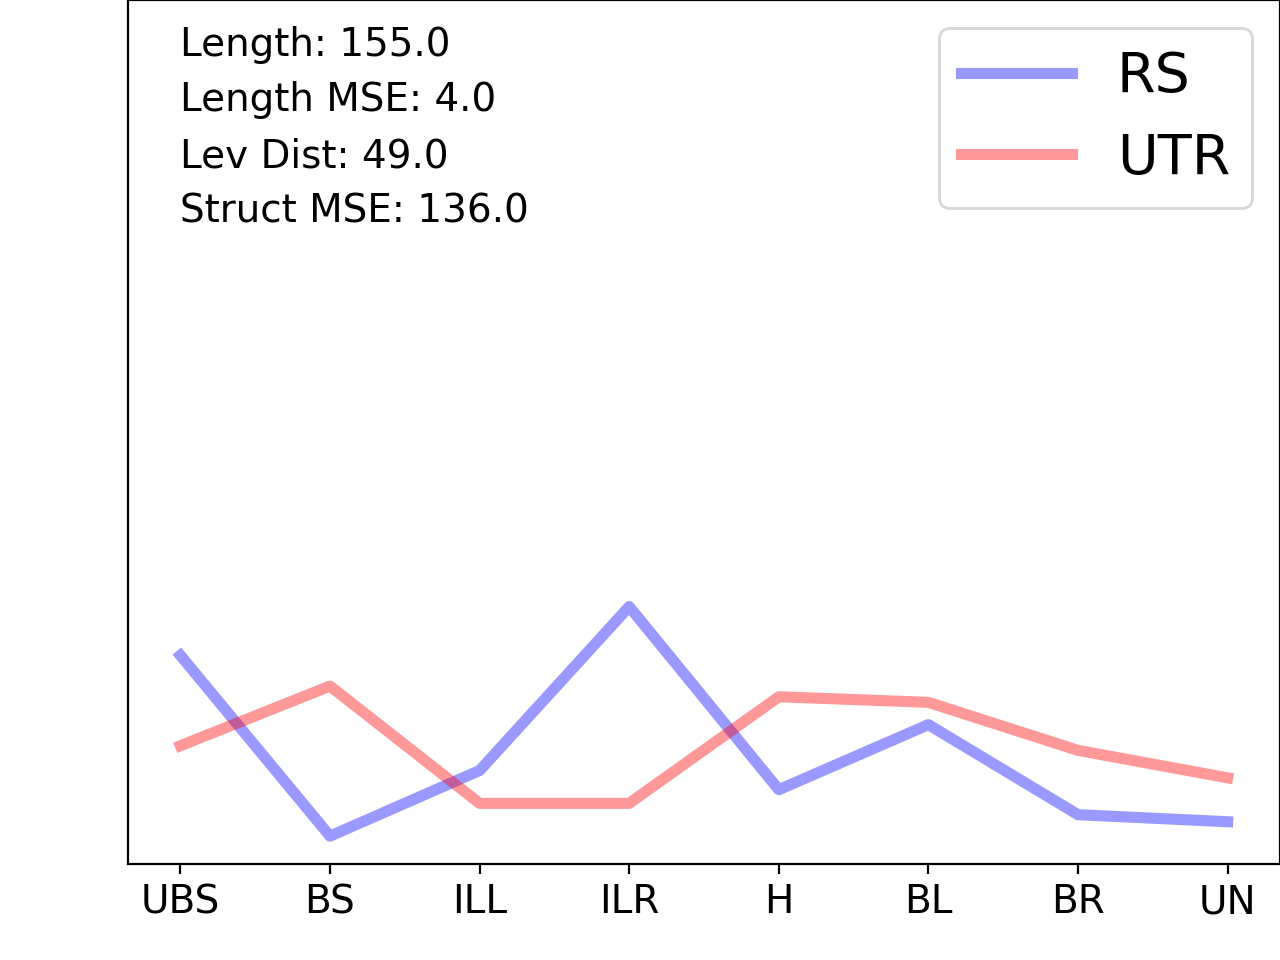 Length: 155.0
Length MSE: 4.0
Lev Dist: 49.0
Struct MSE: 136.0
RS
UTR
UBS BS ILL ILR H BL BR UN